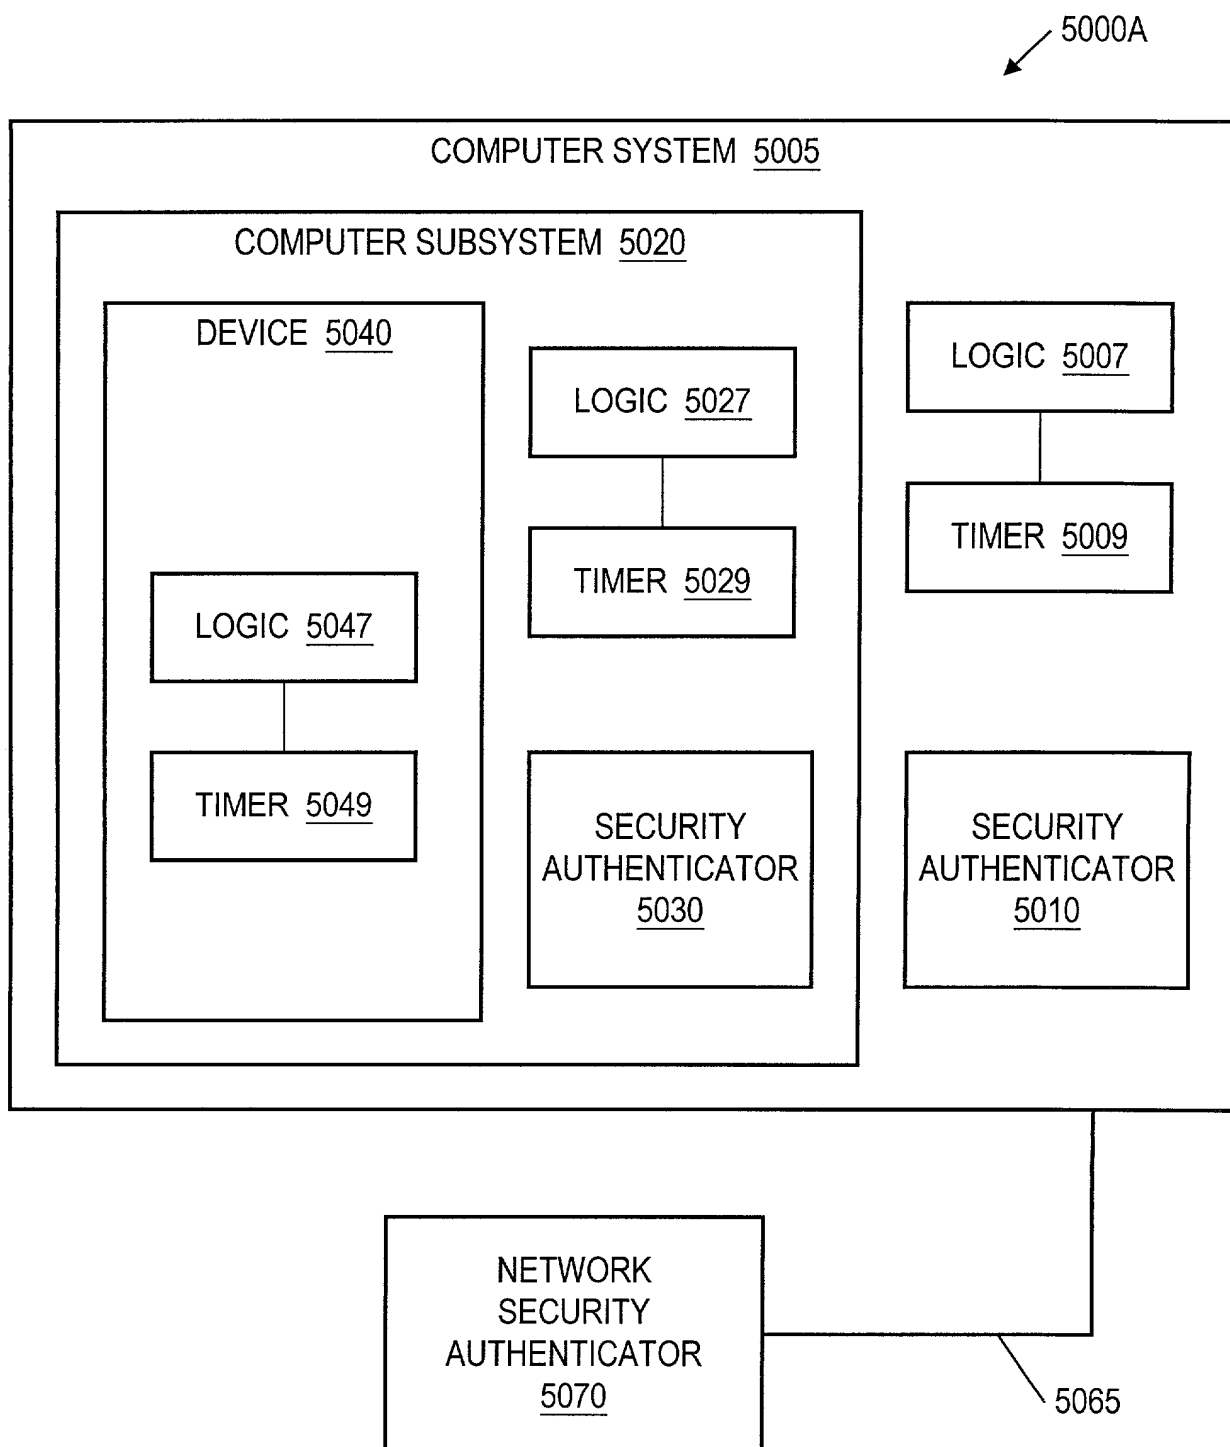 5000A
COMPUTER SYSTEM 5005
COMPUTER SUBSYSTEM 5020
DEVICE 5040
LOGIC 5027
LOGIC 5007
TIMER 5029
TIMER 5009
LOGIC 5047
TIMER 5049
SECURITY
AUTHENTICATOR
5030
SECURITY
AUTHENTICATOR
5010
NETWORK
SECURITY
AUTHENTICATOR
5070
5065